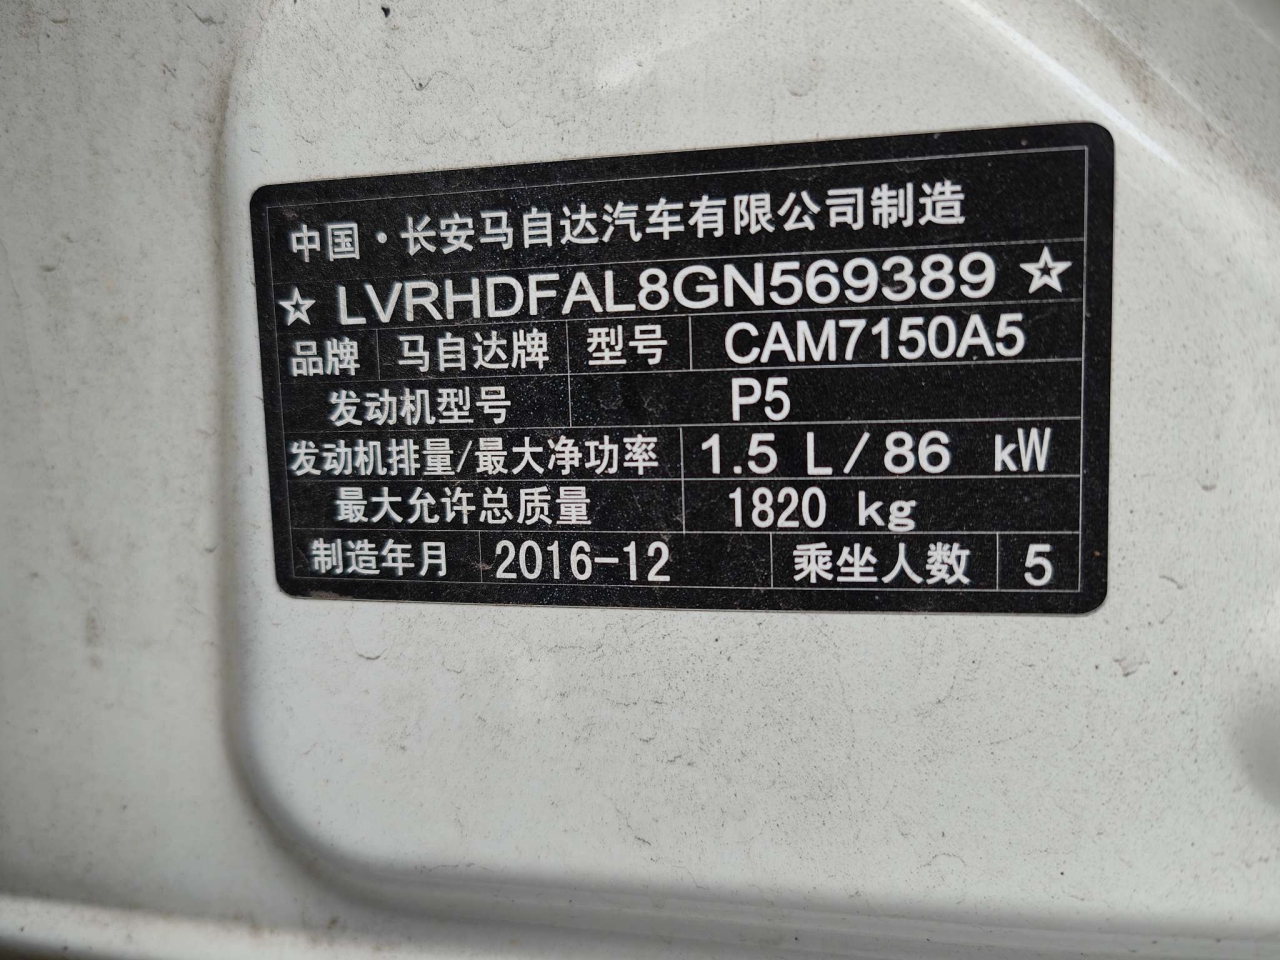 中国·长安马自达汽车有限公司制造
☆ LVRHDFAL8GN569389 ☆
品牌 马自达牌 型号 CAM7150A5
发动机型号 P5
发动机排量/最大净功率 1.5 L/86 kW
最大允许总质量 1820 kg
制造年月 2016-12 乘坐人数 5